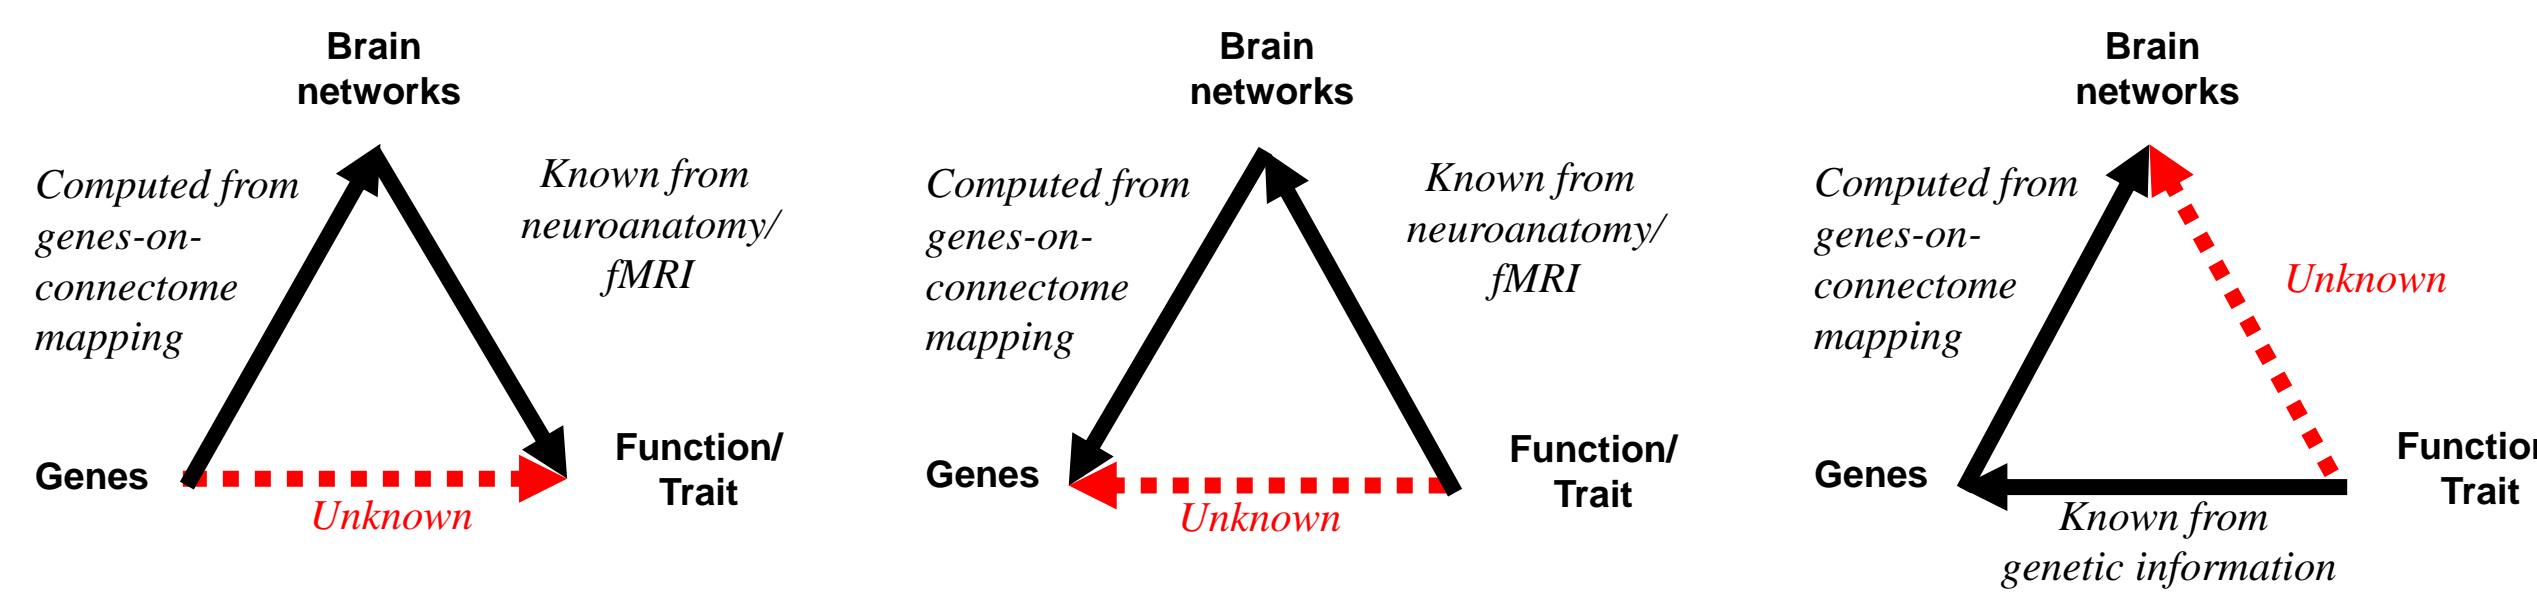 Brain
networks
Computed from
genes-on-
connectome
mapping
Known from
neuroanatomy/
fMRI
Genes
Function/
Trait
Unknown
Brain
networks
Computed from
genes-on-
connectome
mapping
Known from
neuroanatomy/
fMRI
Genes
Function/
Trait
Unknown
Brain
networks
Computed from
genes-on-
connectome
mapping
Unknown
Genes
Function
Trait
Known from
genetic information